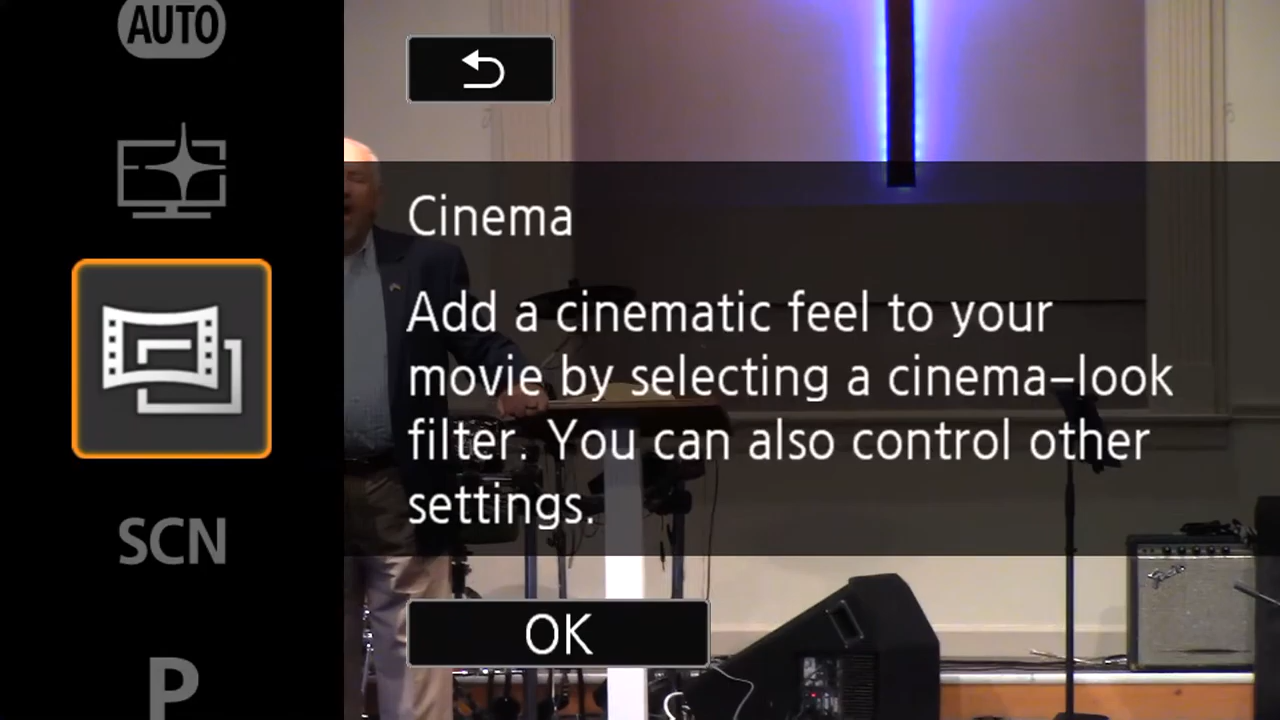 AUTO
Cinema
Add a cinematic feel to your
movie by selecting a cinema-look
filter. You can also control other
settings.
SCN
OK
P
Fender